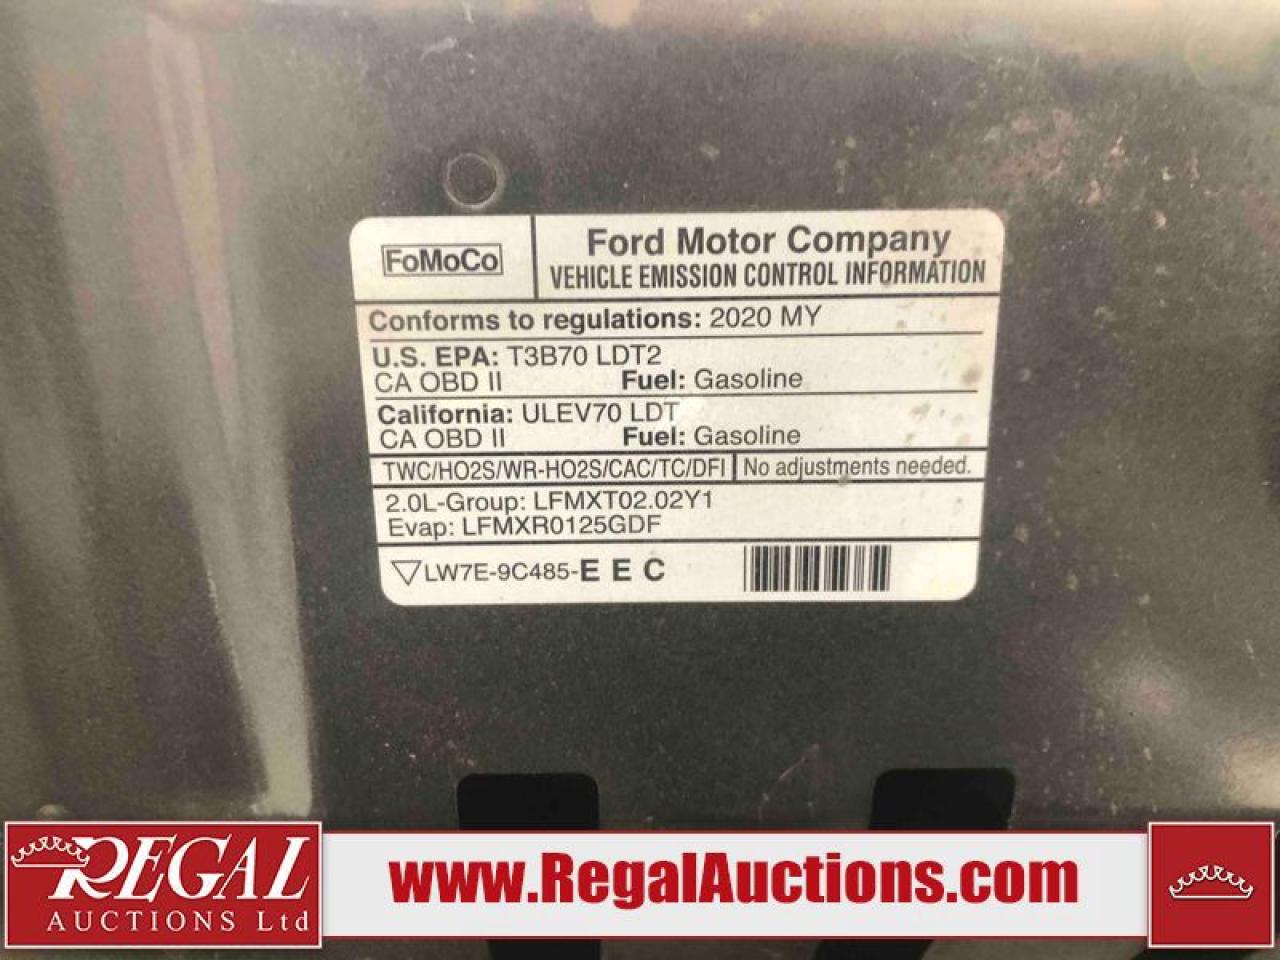 FoMoCo
Ford Motor Company
VEHICLE EMISSION CONTROL INFORMATION
Conforms to regulations: 2020 MY
U.S. EPA: T3B70 LDT2
CA OBD II Fuel: Gasoline
California: ULEV70 LDT
CA OBD II Fuel: Gasoline
TWC/HO2S/WR-HO2S/CAC/TC/DFI No adjustments needed.
2.0L-Group: LFMXT02.02Y1
Evap: LFMXR0125GDF
LW7E-9C485-E E C
REGAL
AUCTIONS Ltd
www.RegalAuctions.com